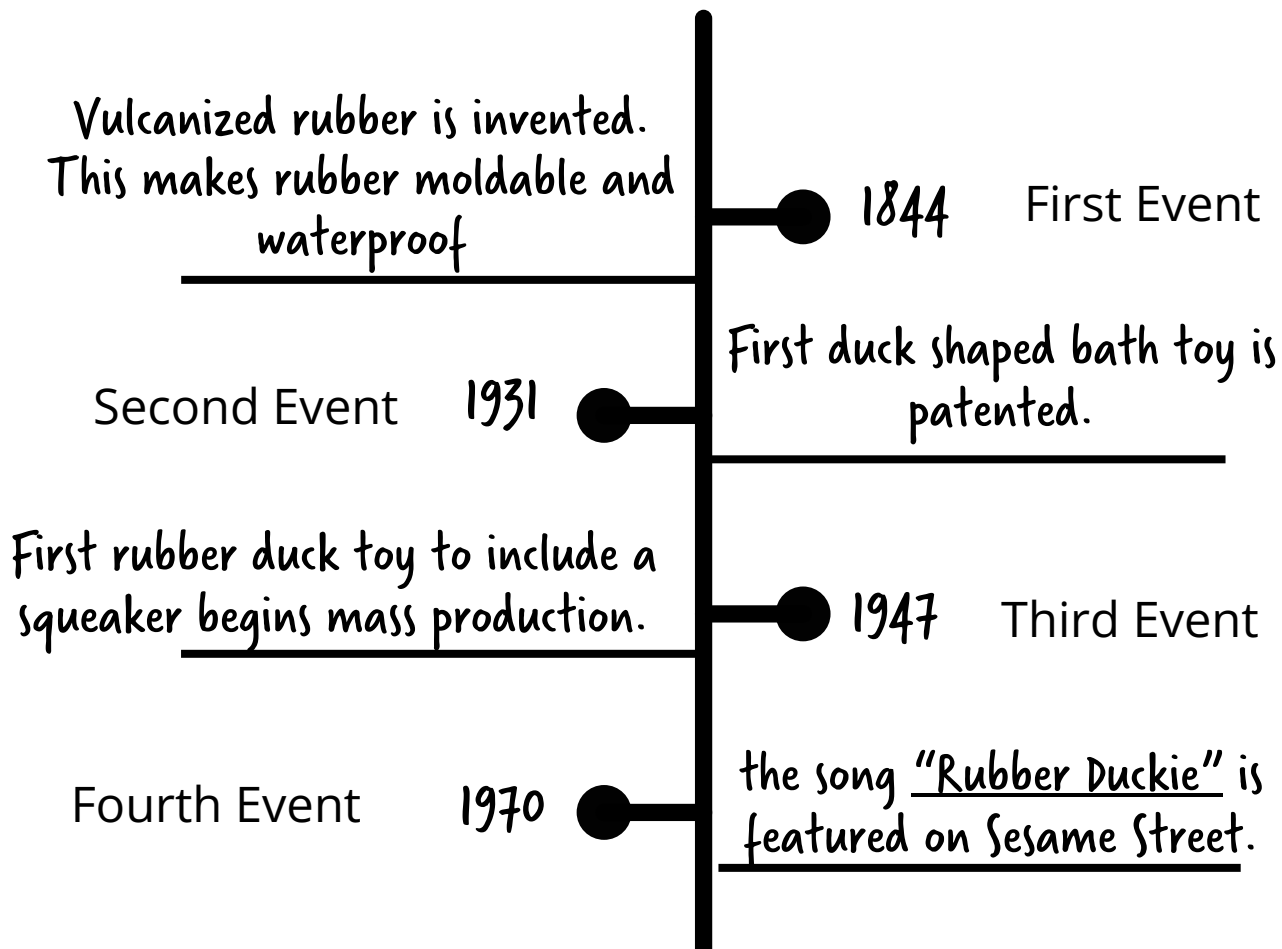 Vulcanized rubber is invented.
This makes rubber moldable and
waterproof
1844 First Event
First duck shaped bath toy is
patented.
Second Event 1931
First rubber duck toy to include a
squeaker begins mass production.
1947 Third Event
the song “Rubber Duckie” is
featured on Sesame Street.
Fourth Event 1970